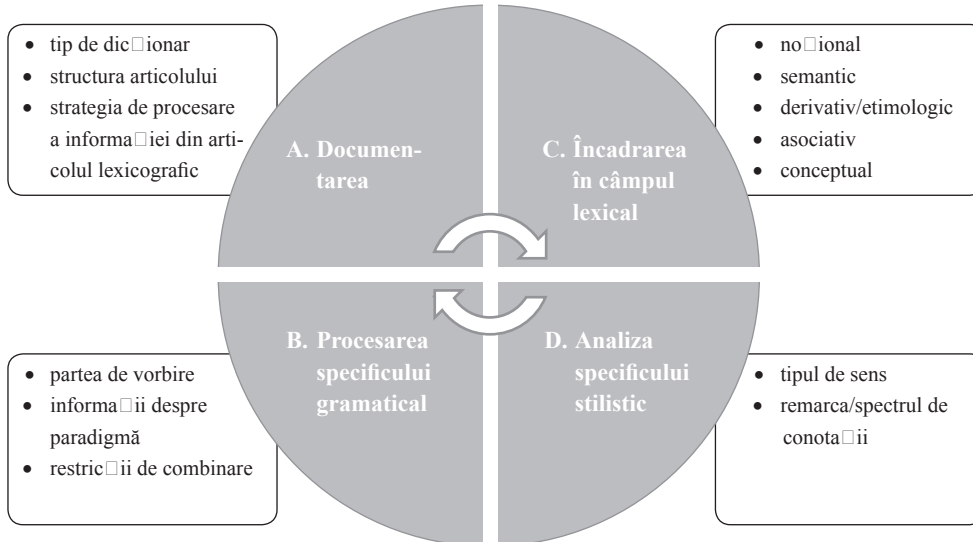 • tip de dic□ionar
• structura articolului
• strategia de procesare
a informa□iei din arti-
colul lexicografic
A. Documen-
tarea
C. Încadrarea
în câmpul
lexical
• no□ional
• semantic
• derivativ/etimologic
• asociativ
• conceptual
B. Procesarea
specificului
gramatical
• partea de vorbire
• informa□ii despre
paradigmă
• restric□ii de combinare
D. Analiza
specificului
stilistic
• tipul de sens
• remarca/spectrul de
conota□ii